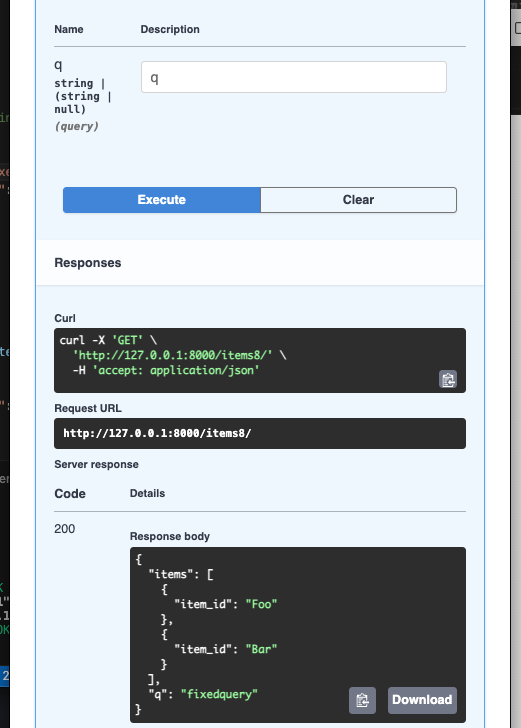 Name Description
q
string |
(string |
null)
(query)
q
Execute Clear
Responses
Curl
curl -X 'GET' \
'http://127.0.0.1:8000/items8/' \
-H 'accept: application/json'
Request URL
http://127.0.0.1:8000/items8/
Server response
Code Details
200
Response body
{
"items": [
{
"item_id": "Foo"
},
{
"item_id": "Bar"
}
],
"q": "fixedquery"
}
Download